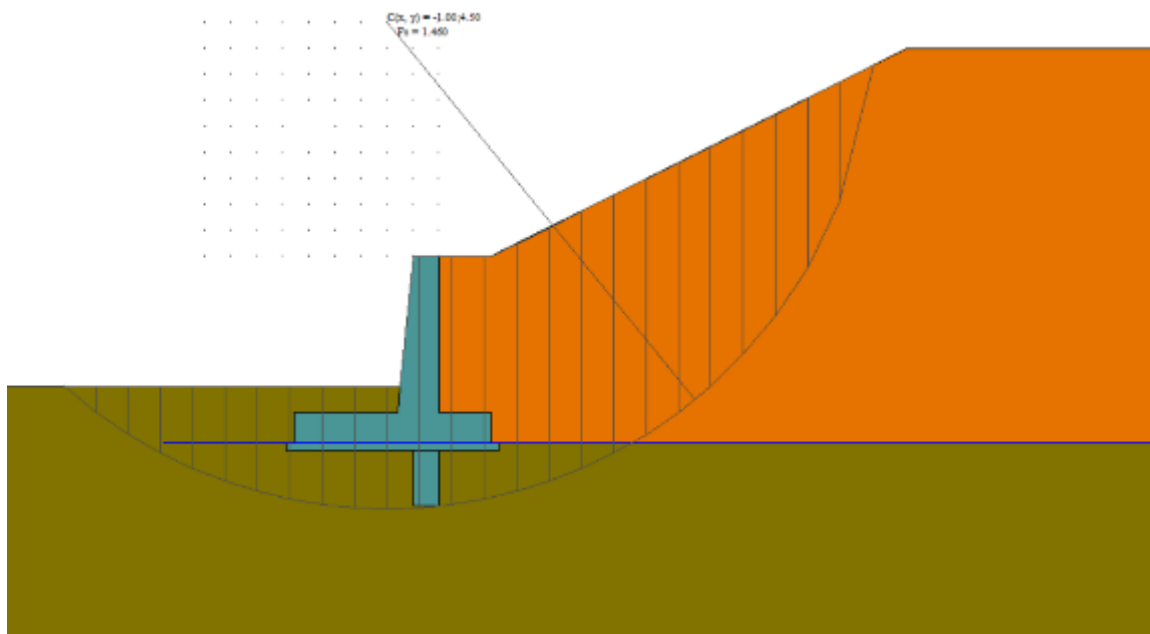 C(x, y) = -1.00;4.50
Fs = 1.460